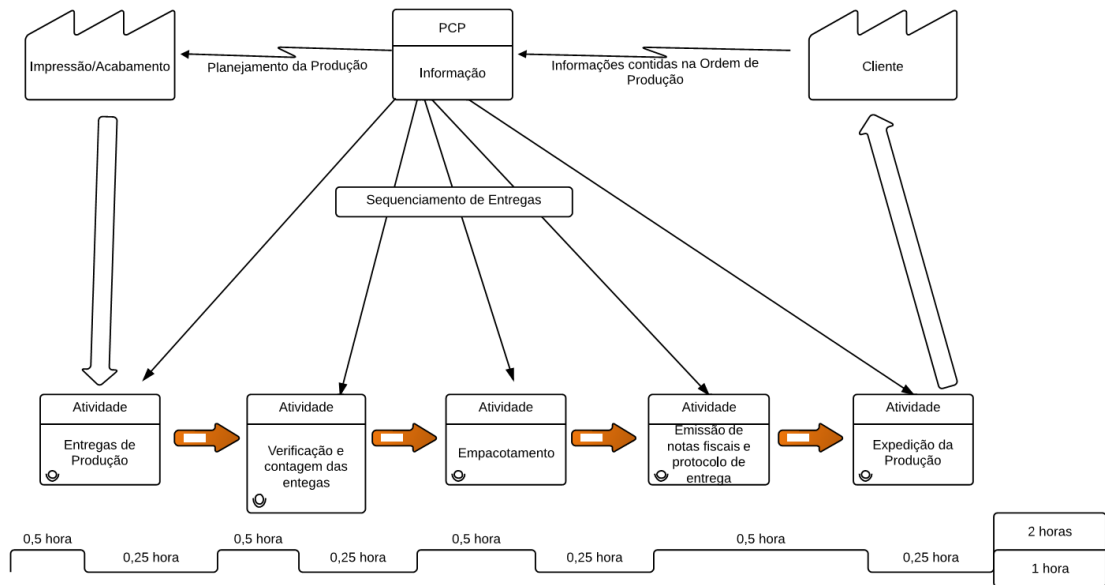 PCP
Impressão/Acabamento
Planejamento da Produção
Informação
Informações contidas na Ordem de
Produção
Cliente
Sequenciamento de Entregas
Atividade
Entregas de
Produção
Atividade
Verificação e
contagem das
entegas
Atividade
Empacotamento
Atividade
Emissão de
notas fiscais e
protocolo de
entrega
Atividade
Expedição da
Produção
0,5 hora
0,25 hora
0,5 hora
0,25 hora
0,5 hora
0,25 hora
0,5 hora
0,25 hora
2 horas
1 hora